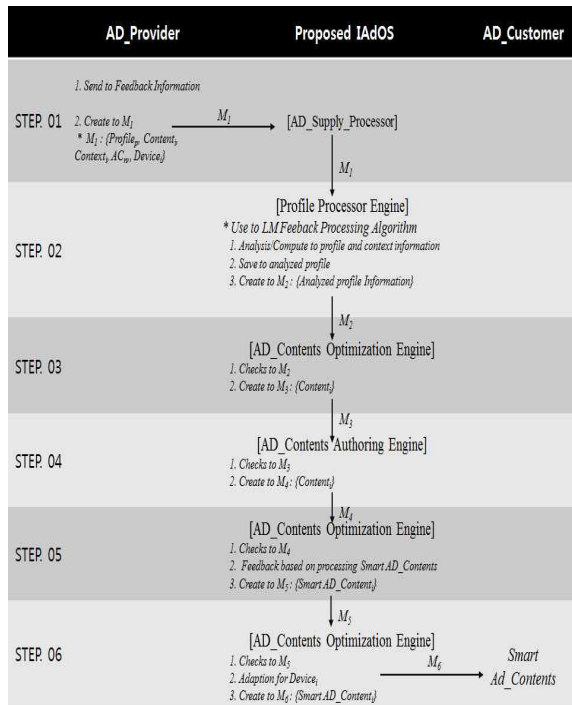 AD_Provider Proposed IAdOS AD_Customer
STEP. 01
1. Send to Feedback Information
2. Create to M1
* M1 : {Profilep, Contenti,
Contexti, ACro, Devicei}
M1
[AD_Supply_Processor]
M1
STEP. 02
[Profile Processor Engine]
* Use to LM Feeback Processing Algorithm
1. Analysis/Compute to profile and context information
2. Save to analyzed profile
3. Create to M2 : {Analyzed profile Information}
M2
STEP. 03
[AD_Contents Optimization Engine]
1. Checks to M2
2. Create to M3 : {Contenti}
M3
STEP. 04
[AD_Contents Authoring Engine]
1. Checks to M3
2. Create to M4 : {Contenti}
M4
STEP. 05
[AD_Contents Optimization Engine]
1. Checks to M4
2. Feedback based on processing Smart AD_Contents
3. Create to M5 : {Smart AD_Contenti}
M5
STEP. 06
[AD_Contents Optimization Engine]
1. Checks to M5
2. Adaption for Devicei
3. Create to M6 : {Smart AD_Contenti}
M6
Smart
Ad_Contents